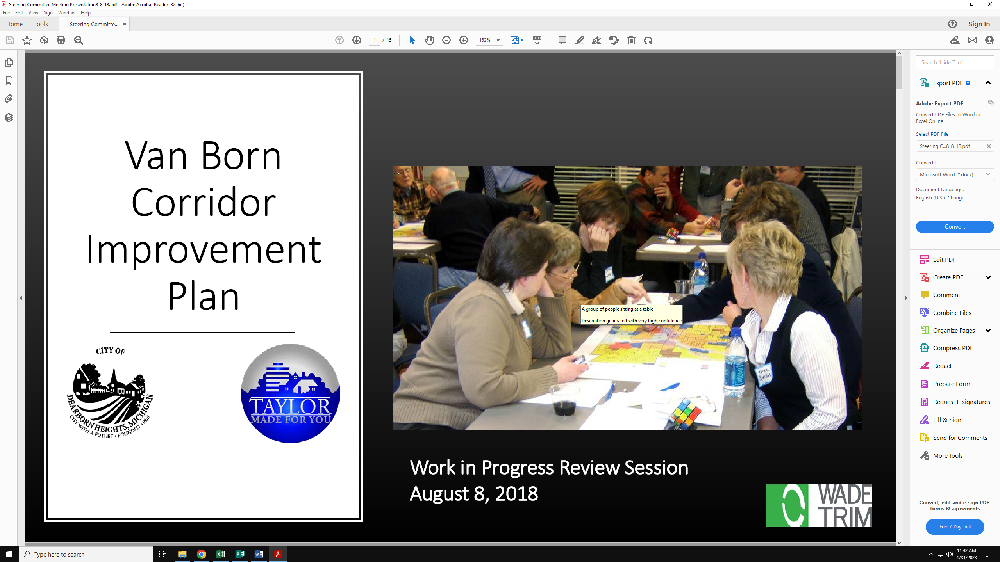 Steering Committee Meeting Presentation8-8-18.pdf - Adobe Acrobat Reader (32-bit)
File Edit View Sign Window Help
Home Tools Steering Committe... Sign In
1 / 15 152%
Search 'Hide Text'
Export PDF
Adobe Export PDF
Convert PDF Files to Word or
Excel Online
Select PDF File
Steering C...8-8-18.pdf
Convert to
Microsoft Word (*.docx)
Document Language:
English (U.S.) Change
Convert
Edit PDF
Create PDF
Comment
Combine Files
Organize Pages
Compress PDF
Redact
Prepare Form
Request E-signatures
Fill & Sign
Send for Comments
More Tools
Convert, edit and e-sign PDF
forms & agreements
Free 7-Day Trial
Van Born
Corridor
Improvement
Plan
CITY OF
DEARBORN HEIGHTS, MICHIGAN
CITY WITH A FUTURE • FOUNDED 1963
TAYLOR
MADE FOR YOU
A group of people sitting at a table
Description generated with very high confidence
Work in Progress Review Session
August 8, 2018
WADE
TRIM
Type here to search
11:42 AM
1/31/2023